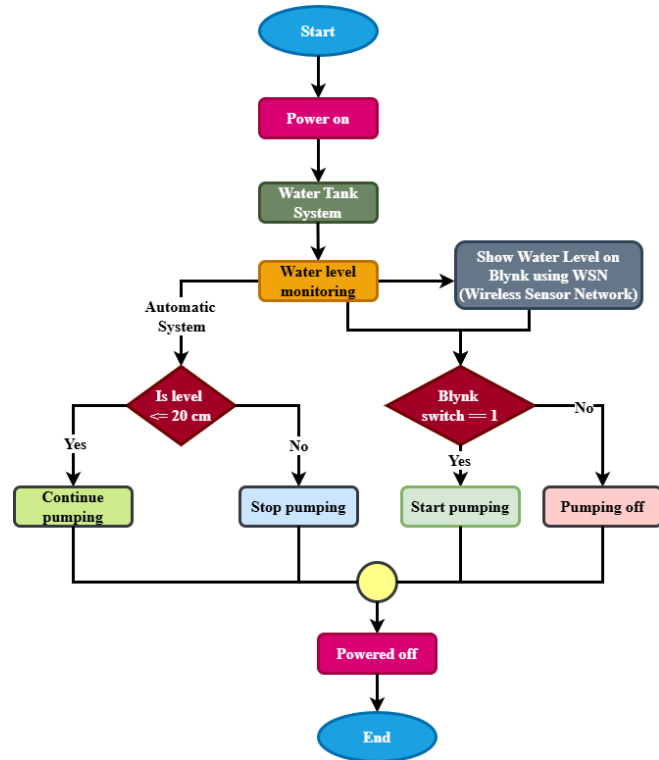 Start
Power on
Water Tank
System
Water level
monitoring
Show Water Level on
Blynk using WSN
(Wireless Sensor Network)
Automatic
System
Is level
<= 20 cm
Blynk
switch == 1
No
Yes
No
Yes
Continue
pumping
Stop pumping
Start pumping
Pumping off
Powered off
End